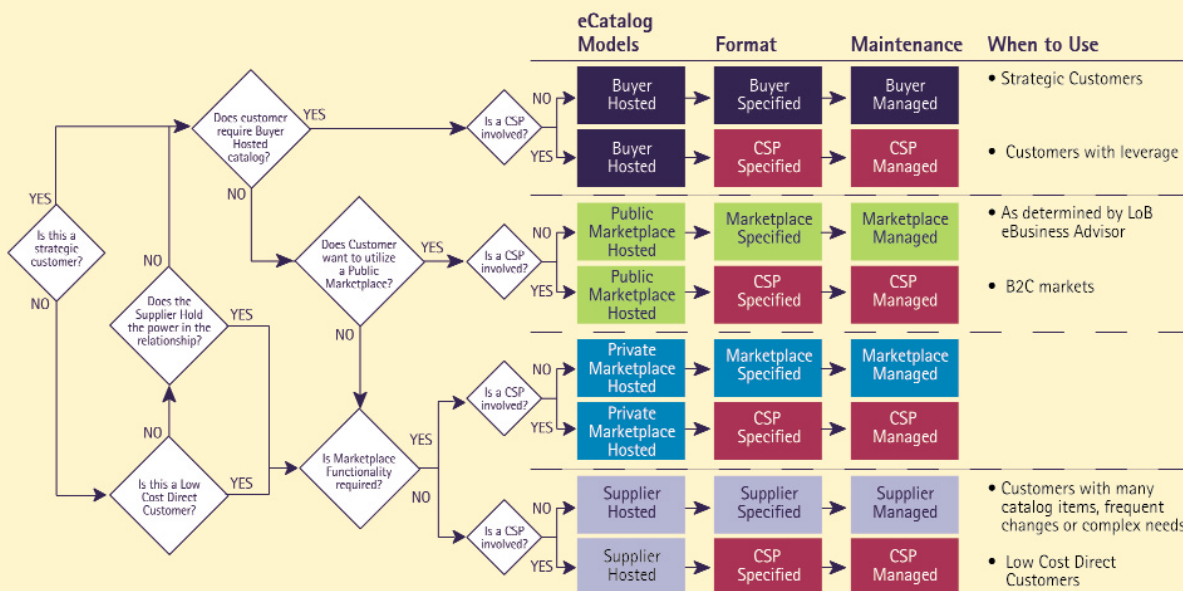 eCatalog
Models
Format
Maintenance
When to Use
Is this a
strategic
customer?
YES
NO
Does customer
require Buyer
Hosted
catalog?
YES
NO
Does the
Supplier Hold
the power in the
relationship?
NO
YES
Is this a Low
Cost Direct
Customer?
NO
YES
Does Customer
want to utilize
a Public
Marketplace?
YES
NO
Is Marketplace
Functionality
required?
YES
NO
Is a CSP
involved?
NO
YES
Buyer
Hosted
Buyer
Specified
Buyer
Managed
Buyer
Hosted
CSP
Specified
CSP
Managed
• Strategic Customers
• Customers with leverage
Is a CSP
involved?
NO
YES
Public
Marketplace
Hosted
Marketplace
Specified
Marketplace
Managed
Public
Marketplace
Hosted
CSP
Specified
CSP
Managed
• As determined by LoB
eBusiness Advisor
• B2C markets
Is a CSP
involved?
NO
YES
Private
Marketplace
Hosted
Marketplace
Specified
Marketplace
Managed
Private
Marketplace
Hosted
CSP
Specified
CSP
Managed
Is a CSP
involved?
NO
YES
Supplier
Hosted
Supplier
Specified
Supplier
Managed
Supplier
Hosted
CSP
Specified
CSP
Managed
• Customers with many
catalog items, frequent
changes or complex needs
• Low Cost Direct
Customers